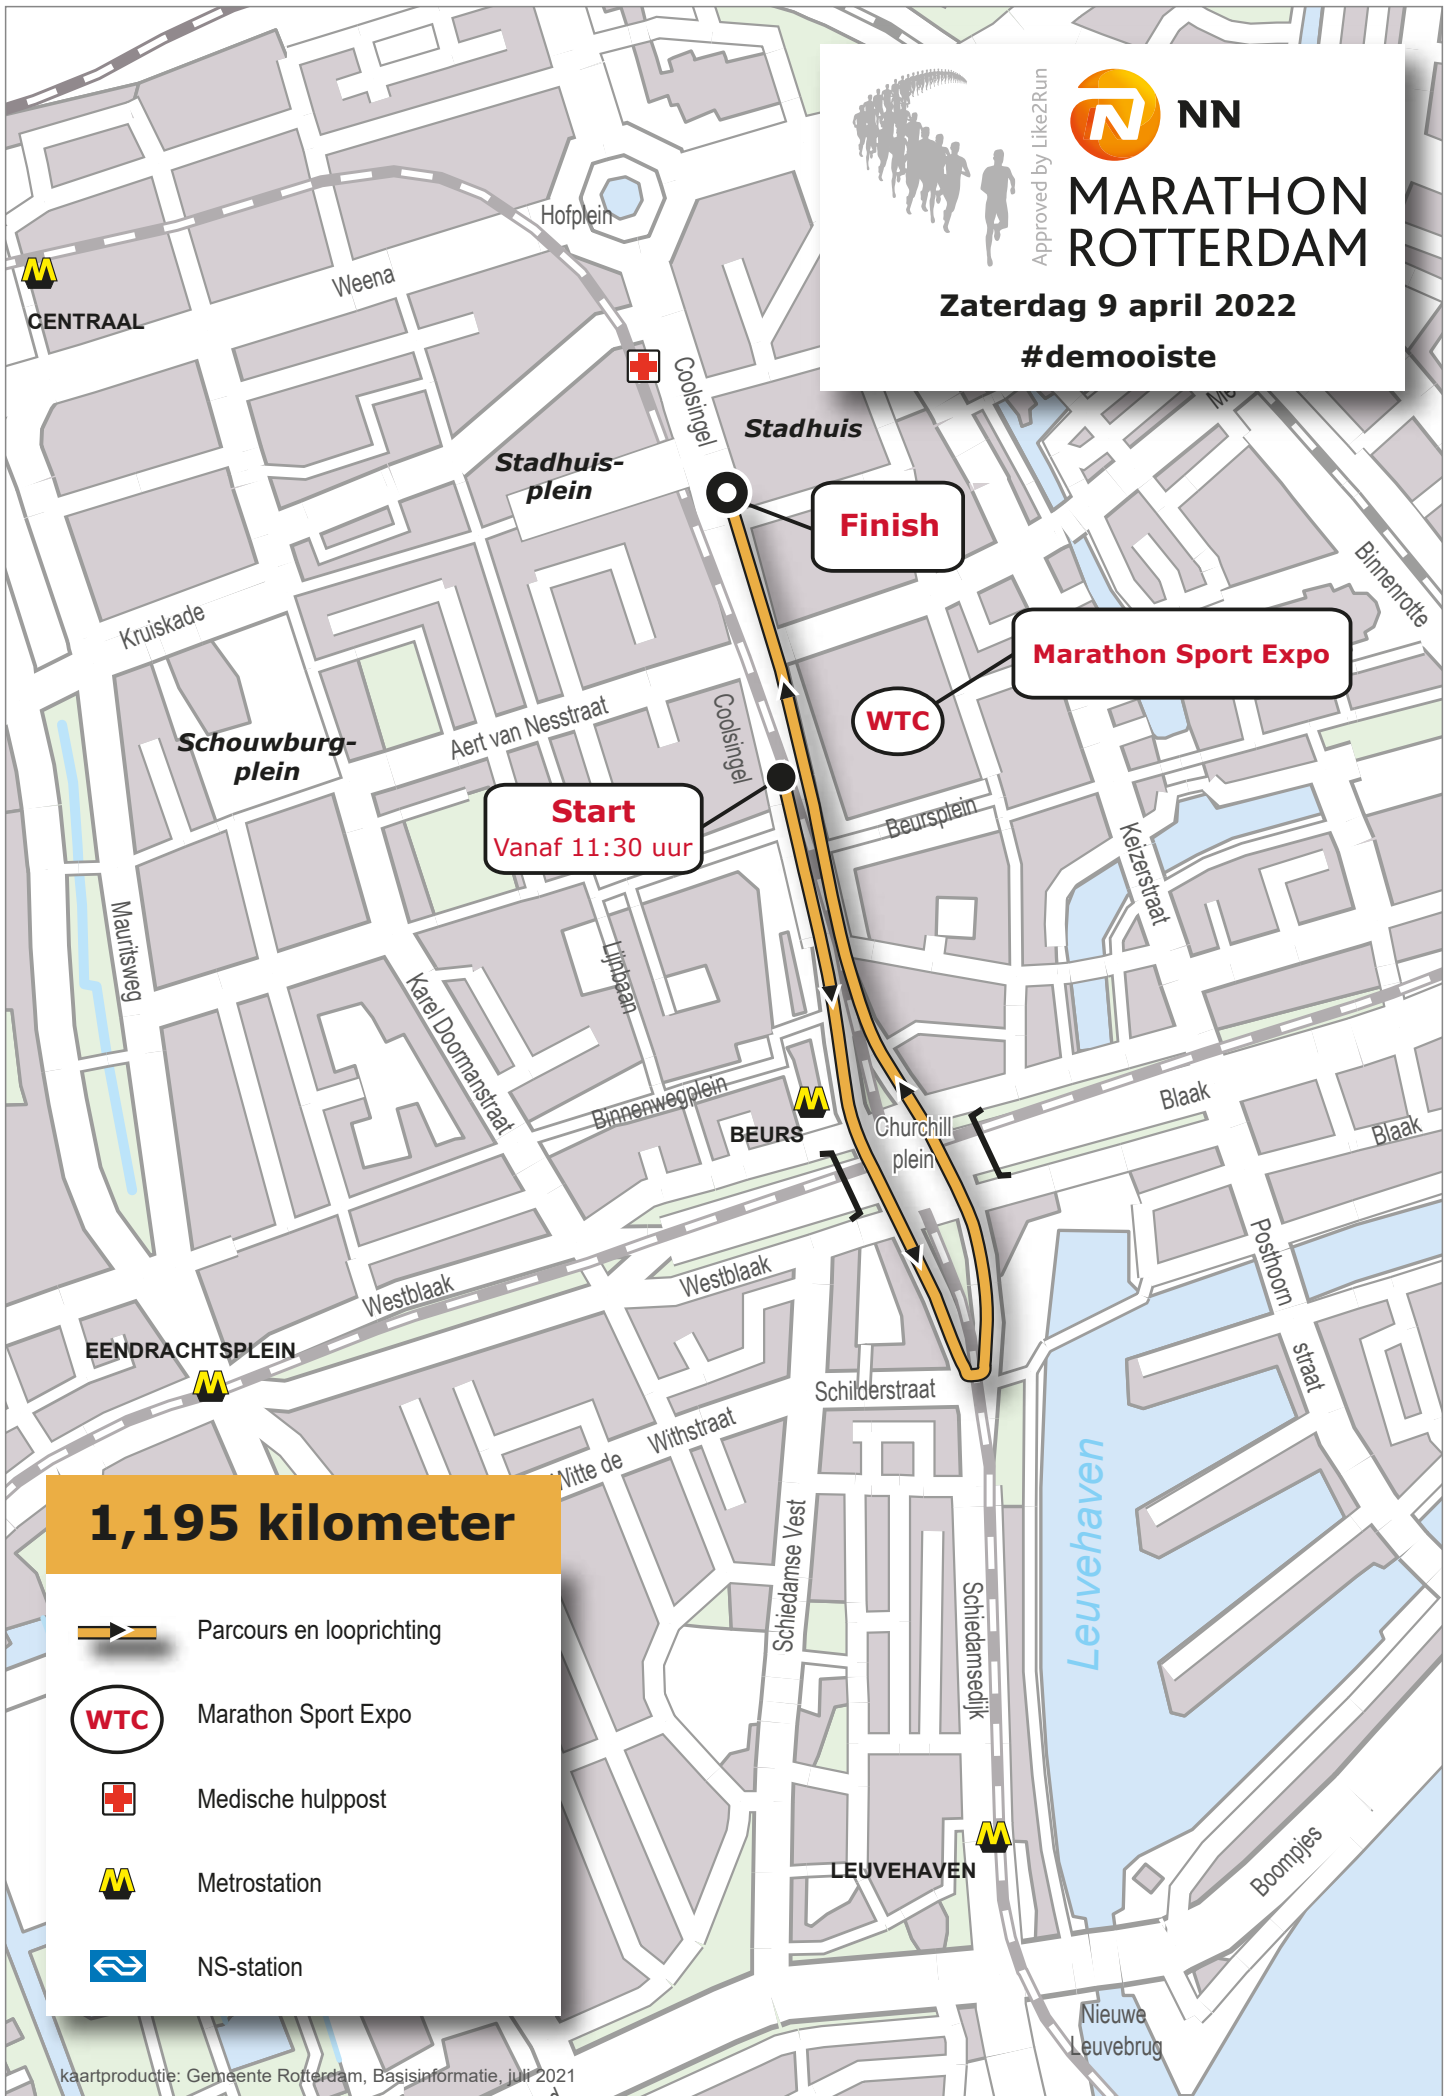 Approved by Like2Run
NN
MARATHON
ROTTERDAM
Zaterdag 9 april 2022
#demooiste
Hofplein
Weena
CENTRAAL
Coolsingel
Stadhuis
Stadhuis-
plein
Finish
Binnenrotte
Kruiskade
Marathon Sport Expo
WTC
Coolsingel
Aert van Nesstraat
Schouwburg-
plein
Start
Vanaf 11:30 uur
Beursplein
Keizerstraat
Mauritsweg
Lijnbaan
Karel Doormanstraat
Binnenwegplein
BEURS
Churchill
plein
Blaak
Blaak
Westblaak
Westblaak
Posthoorn
straat
EENDRACHTSPLEIN
Schilderstraat
Witte de
Withstraat
Leuvehaven
Schiedamse Vest
Schiedamsedijk
LEUVEHAVEN
Boompjes
Nieuwe
Leuvebrug
1,195 kilometer
Parcours en looprichting
WTC
Marathon Sport Expo
Medische hulppost
Metrostation
NS-station
kaartproductie: Gemeente Rotterdam, Basisinformatie, juli 2021